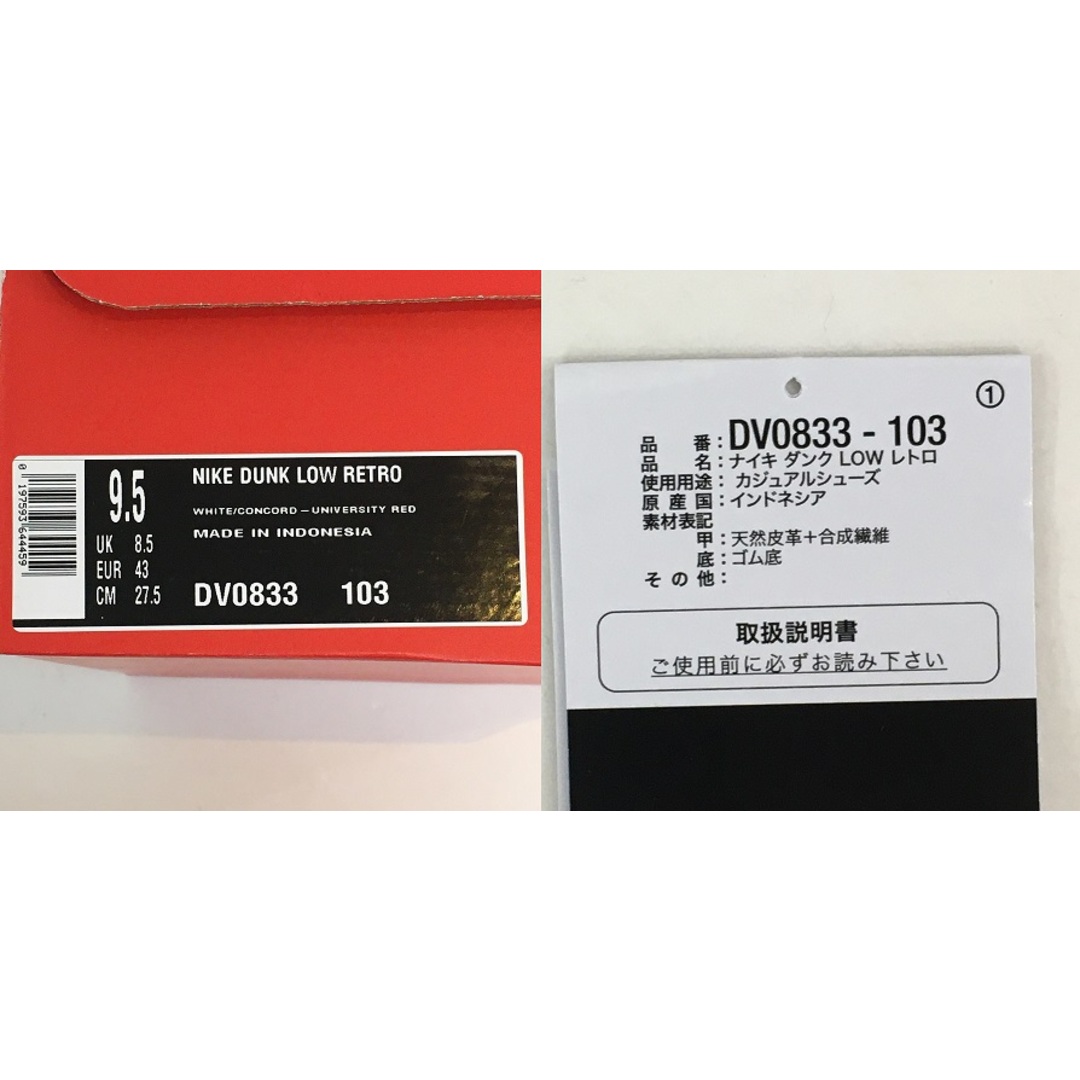 0 197593 644459
9.5
UK 8.5
EUR 43
CM 27.5
NIKE DUNK LOW RETRO
WHITE/CONCORD-UNIVERSITY RED
MADE IN INDONESIA
DV0833 103
①
品番:DV0833-103
品名:ナイキ ダンク LOW レトロ
使用用途:カジュアルシューズ
原産国:インドネシア
素材表記
甲:天然皮革+合成繊維
底:ゴム底
その他:
取扱説明書
ご使用前に必ずお読み下さい